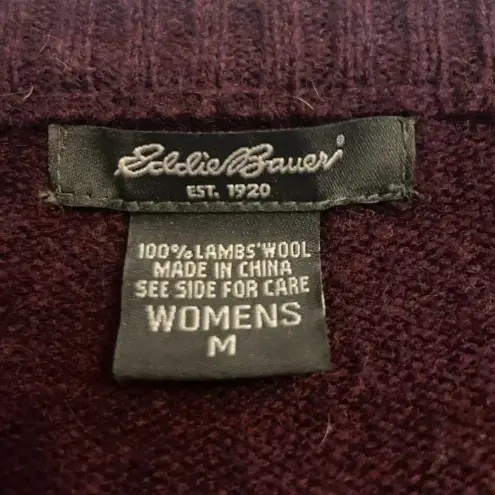 Eddie Bauer®
EST. 1920
100% LAMBS' WOOL
MADE IN CHINA
SEE SIDE FOR CARE
WOMENS
M